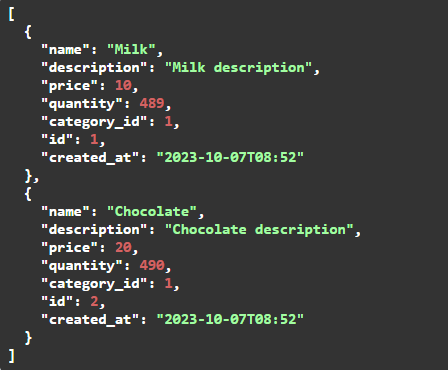 [
  {
    "name": "Milk",
    "description": "Milk description",
    "price": 10,
    "quantity": 489,
    "category_id": 1,
    "id": 1,
    "created_at": "2023-10-07T08:52"
  },
  {
    "name": "Chocolate",
    "description": "Chocolate description",
    "price": 20,
    "quantity": 490,
    "category_id": 1,
    "id": 2,
    "created_at": "2023-10-07T08:52"
  }
]